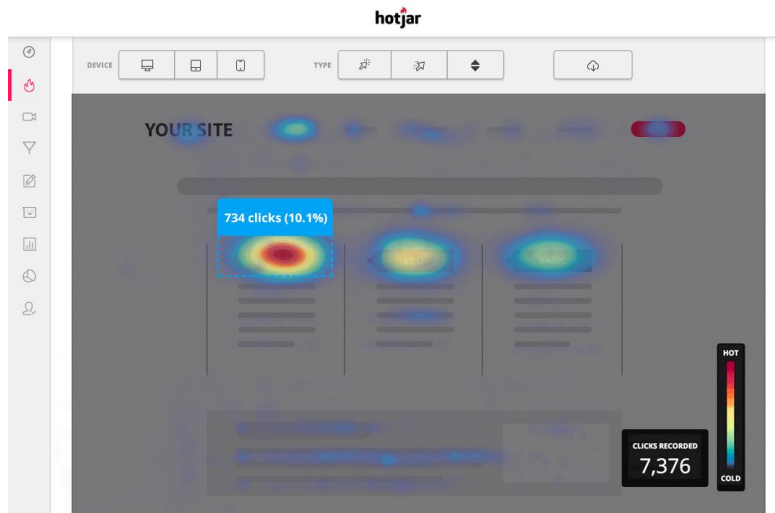 hotjar
DEVICE
TYPE
YOUR SITE
734 clicks (10.1%)
HOT
CLICKS RECORDED
7,376
COLD